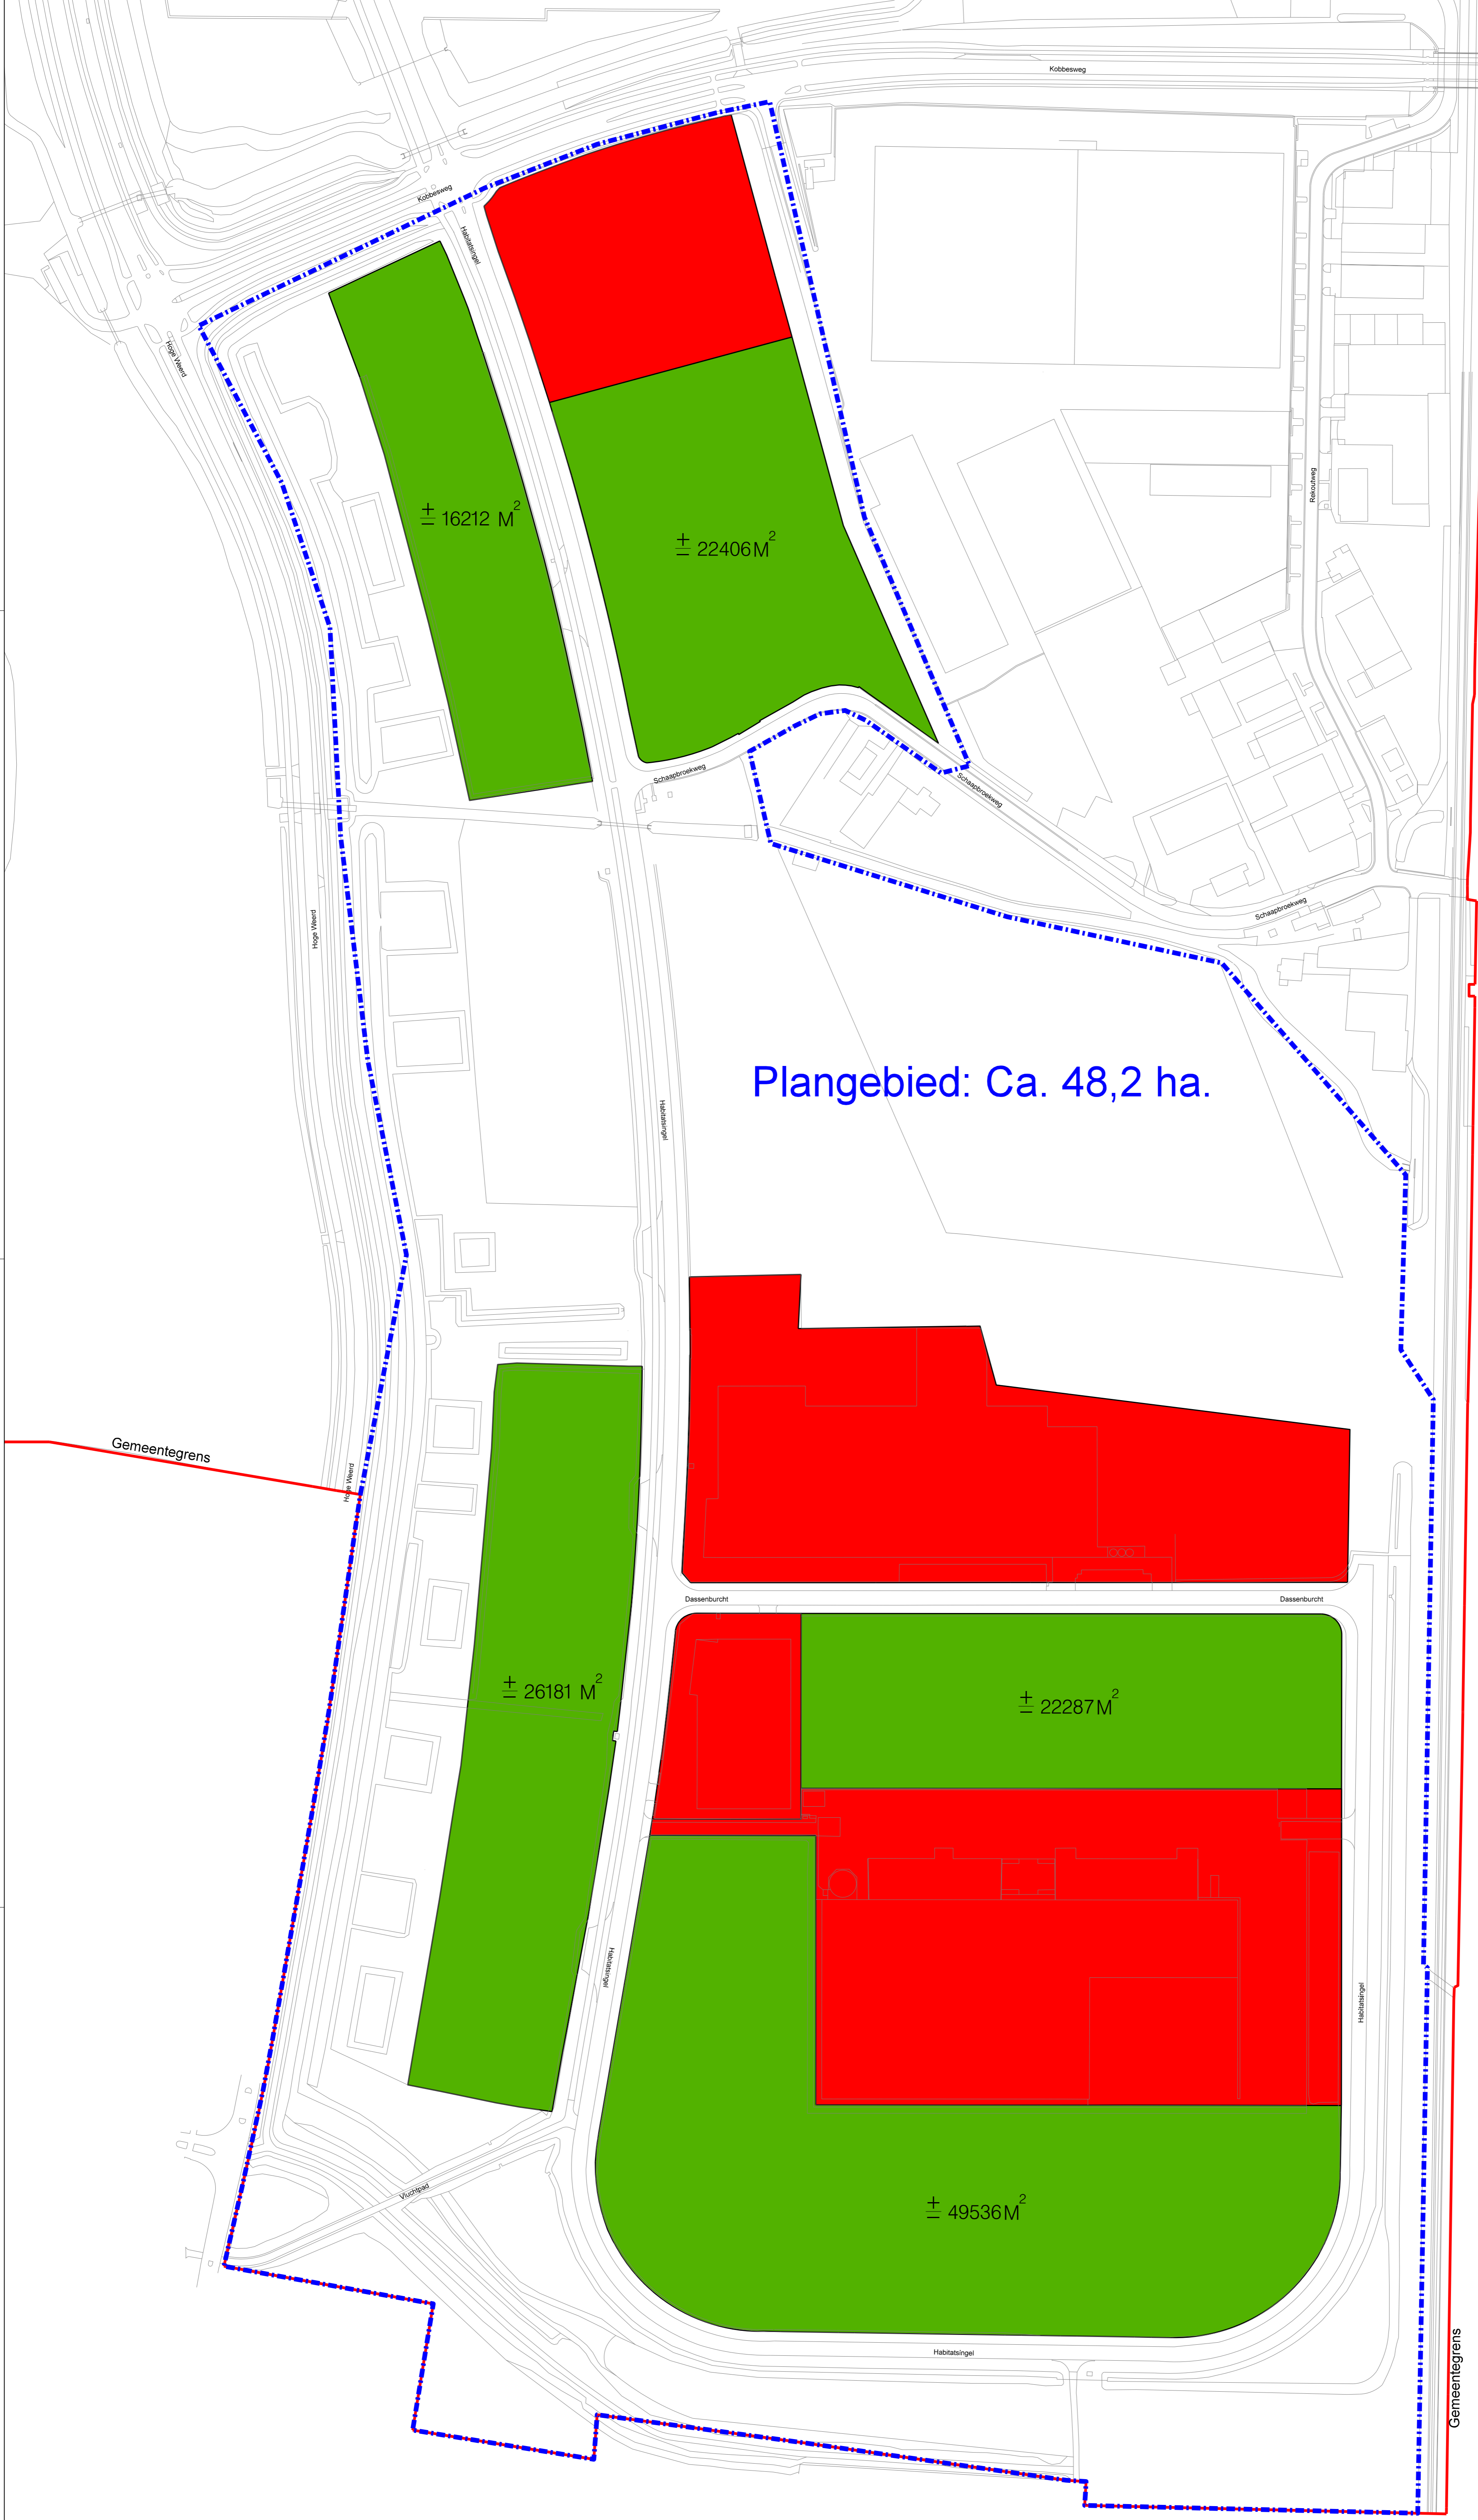 Kobbesweg
Kobbesweg
Habitatsingel
Hoge Weerd
Rekoutweg
± 16212 M²
± 22406 M²
Schaapbroekweg
Schaapbroekweg
Schaapbroekweg
Hoge Weerd
Plangebied: Ca. 48,2 ha.
Habitatsingel
Gemeentegrens
Hoge Weerd
Dassenburcht
Dassenburcht
± 26181 M²
± 22287 M²
Habitatsingel
Habitatsingel
Vluchtpad
± 49536 M²
Habitatsingel
Gemeentegrens